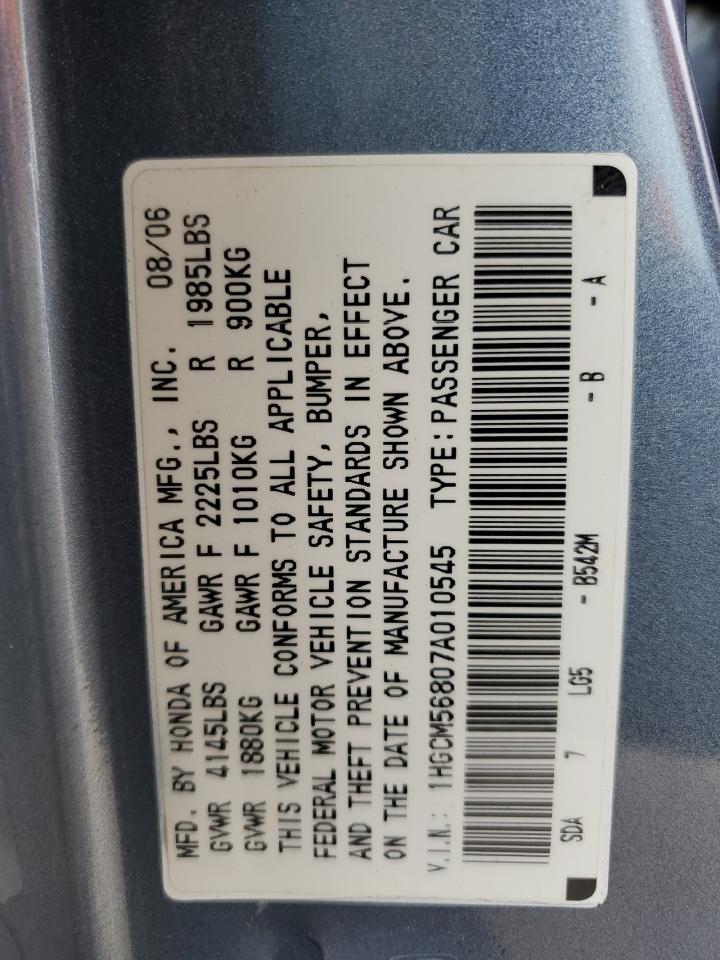 MFD. BY HONDA OF AMERICA MFG., INC. 08/06
GVWR 4145LBS GAWR F 2225LBS R 1985LBS
GVWR 1880KG GAWR F 1010KG R 900KG
THIS VEHICLE CONFORMS TO ALL APPLICABLE
FEDERAL MOTOR VEHICLE SAFETY, BUMPER,
AND THEFT PREVENTION STANDARDS IN EFFECT
ON THE DATE OF MANUFACTURE SHOWN ABOVE.
V.I.N.: 1HGCM56807A010545 TYPE:PASSENGER CAR
SDA 7 LG5 - B542M - B - A